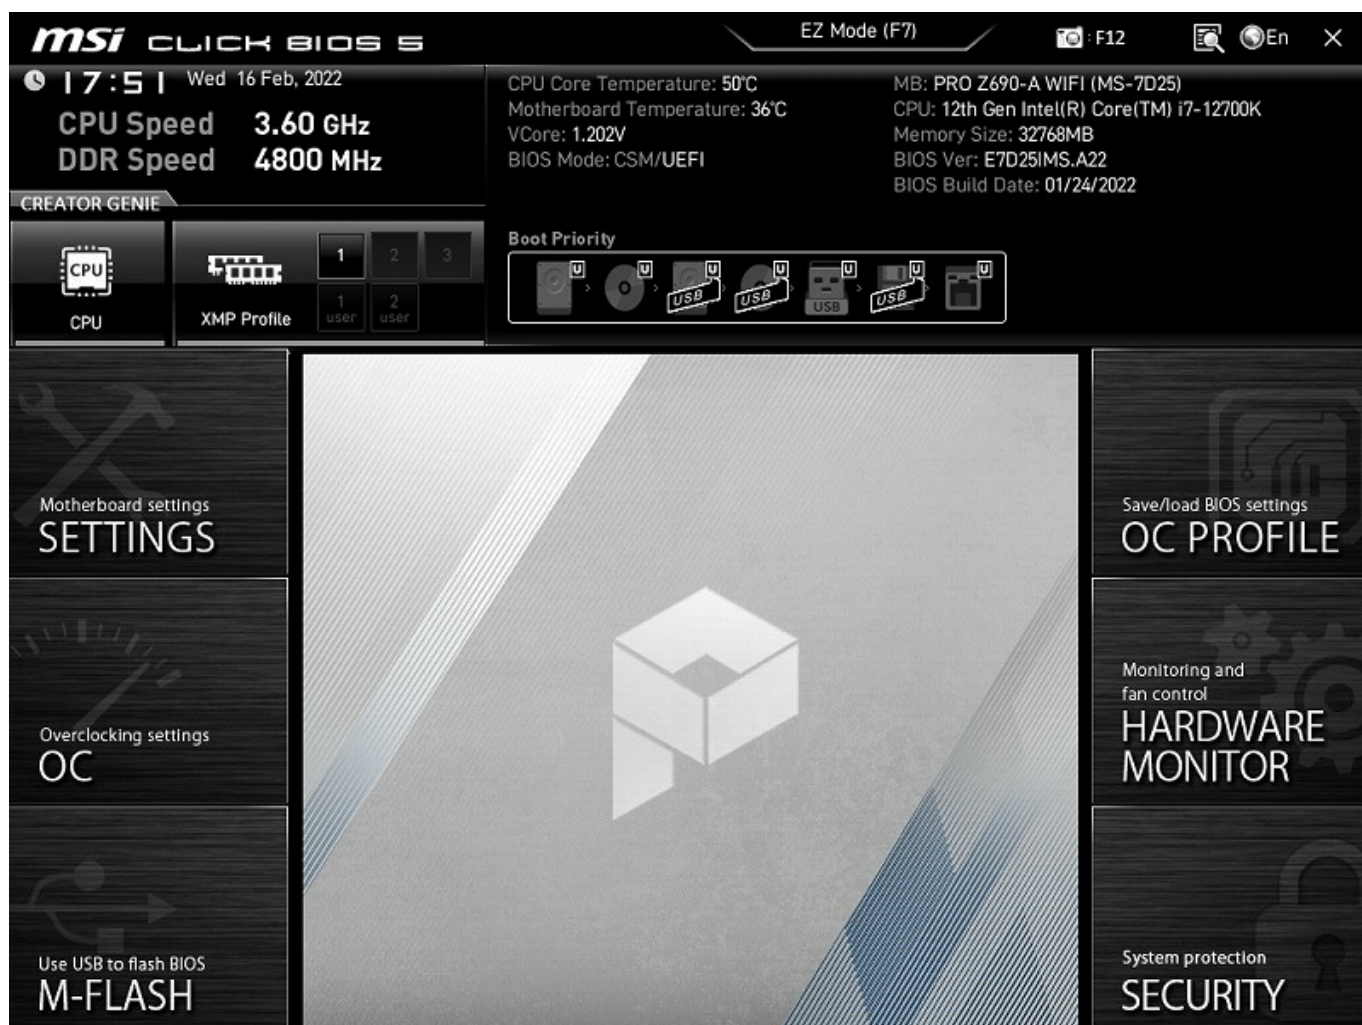 msi CLICK BIOS 5
EZ Mode (F7)
: F12
En
17:51 Wed 16 Feb, 2022
CPU Speed 3.60 GHz
DDR Speed 4800 MHz
CREATOR GENIE
CPU
CPU
XMP Profile
1 2 3
1 user 2 user
CPU Core Temperature: 50°C
Motherboard Temperature: 36°C
VCore: 1.202V
BIOS Mode: CSM/UEFI
MB: PRO Z690-A WIFI (MS-7D25)
CPU: 12th Gen Intel(R) Core(TM) i7-12700K
Memory Size: 32768MB
BIOS Ver: E7D25IMS.A22
BIOS Build Date: 01/24/2022
Boot Priority
U U U U U U U
USB USB USB USB
Motherboard settings
SETTINGS
Overclocking settings
OC
Use USB to flash BIOS
M-FLASH
Save/load BIOS settings
OC PROFILE
Monitoring and
fan control
HARDWARE
MONITOR
System protection
SECURITY